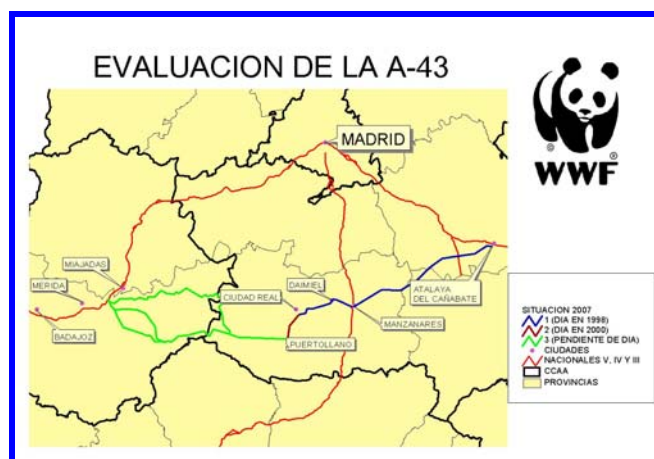 EVALUACION DE LA A-43
WWF
®
MADRID
MIAJADAS
MERIDA
BADAJOZ
CIUDAD REAL
DAIMIEL
ATALAYA
DEL CAÑABATE
MANZANARES
PUERTOLLANO
SITUACION 2007
1 (DIA EN 1998)
2 (DIA EN 2000)
3 (PENDIENTE DE DIA)
CIUDADES
NACIONALES V, IV Y III
CCAA
PROVINCIAS